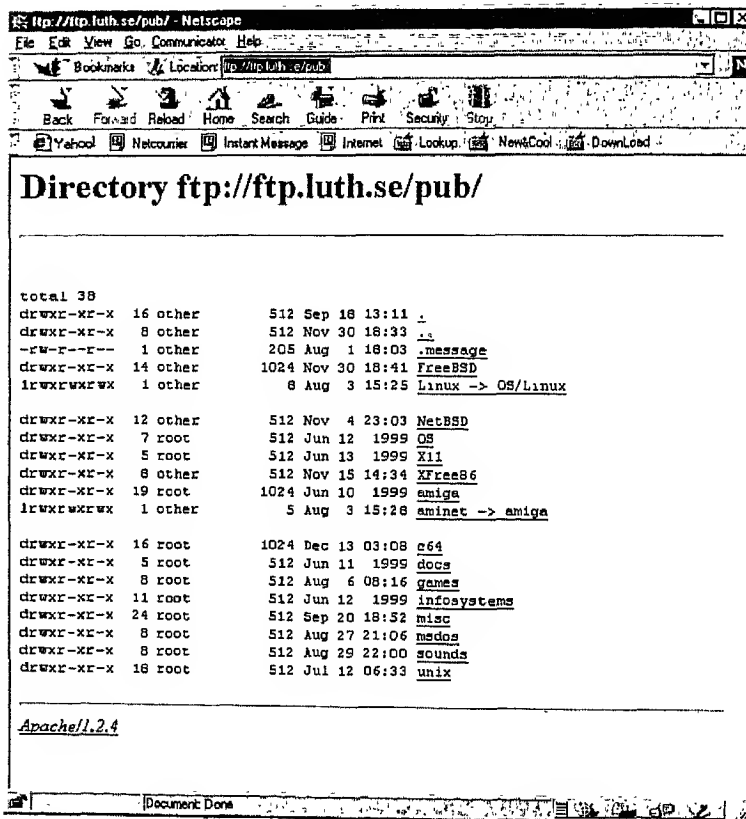 ftp://ftp.luth.se/pub/ - Netscape
File Edit View Go Communicator Help
Bookmarks Location: ftp://ftp.luth.se/pub/
Back Forward Reload Home Search Guide Print Security Stop
Yahoo! Netcourier Instant Message Internet Lookup New&Cool DownLoad
Directory ftp://ftp.luth.se/pub/
total 38
drwxr-xr-x 16 other 512 Sep 18 13:11 .
drwxr-xr-x 8 other 512 Nov 30 18:33 ..
-rw-r--r-- 1 other 205 Aug 1 18:03 .message
drwxr-xr-x 14 other 1024 Nov 30 18:41 FreeBSD
lrwxrwxrwx 1 other 8 Aug 3 15:25 Linux -> OS/Linux
drwxr-xr-x 12 other 512 Nov 4 23:03 NetBSD
drwxr-xr-x 7 root 512 Jun 12 1999 OS
drwxr-xr-x 5 root 512 Jun 13 1999 X11
drwxr-xr-x 8 other 512 Nov 15 14:34 XFree86
drwxr-xr-x 19 root 1024 Jun 10 1999 amiga
lrwxrwxrwx 1 other 5 Aug 3 15:28 aminet -> amiga
drwxr-xr-x 16 root 1024 Dec 13 03:08 c64
drwxr-xr-x 5 root 512 Jun 11 1999 docs
drwxr-xr-x 8 root 512 Aug 6 08:16 games
drwxr-xr-x 11 root 512 Jun 12 1999 infosystems
drwxr-xr-x 24 root 512 Sep 20 18:52 misc
drwxr-xr-x 8 root 512 Aug 27 21:06 msdos
drwxr-xr-x 8 root 512 Aug 29 22:00 sounds
drwxr-xr-x 18 root 512 Jul 12 06:33 unix
Apache/1.2.4
Document: Done